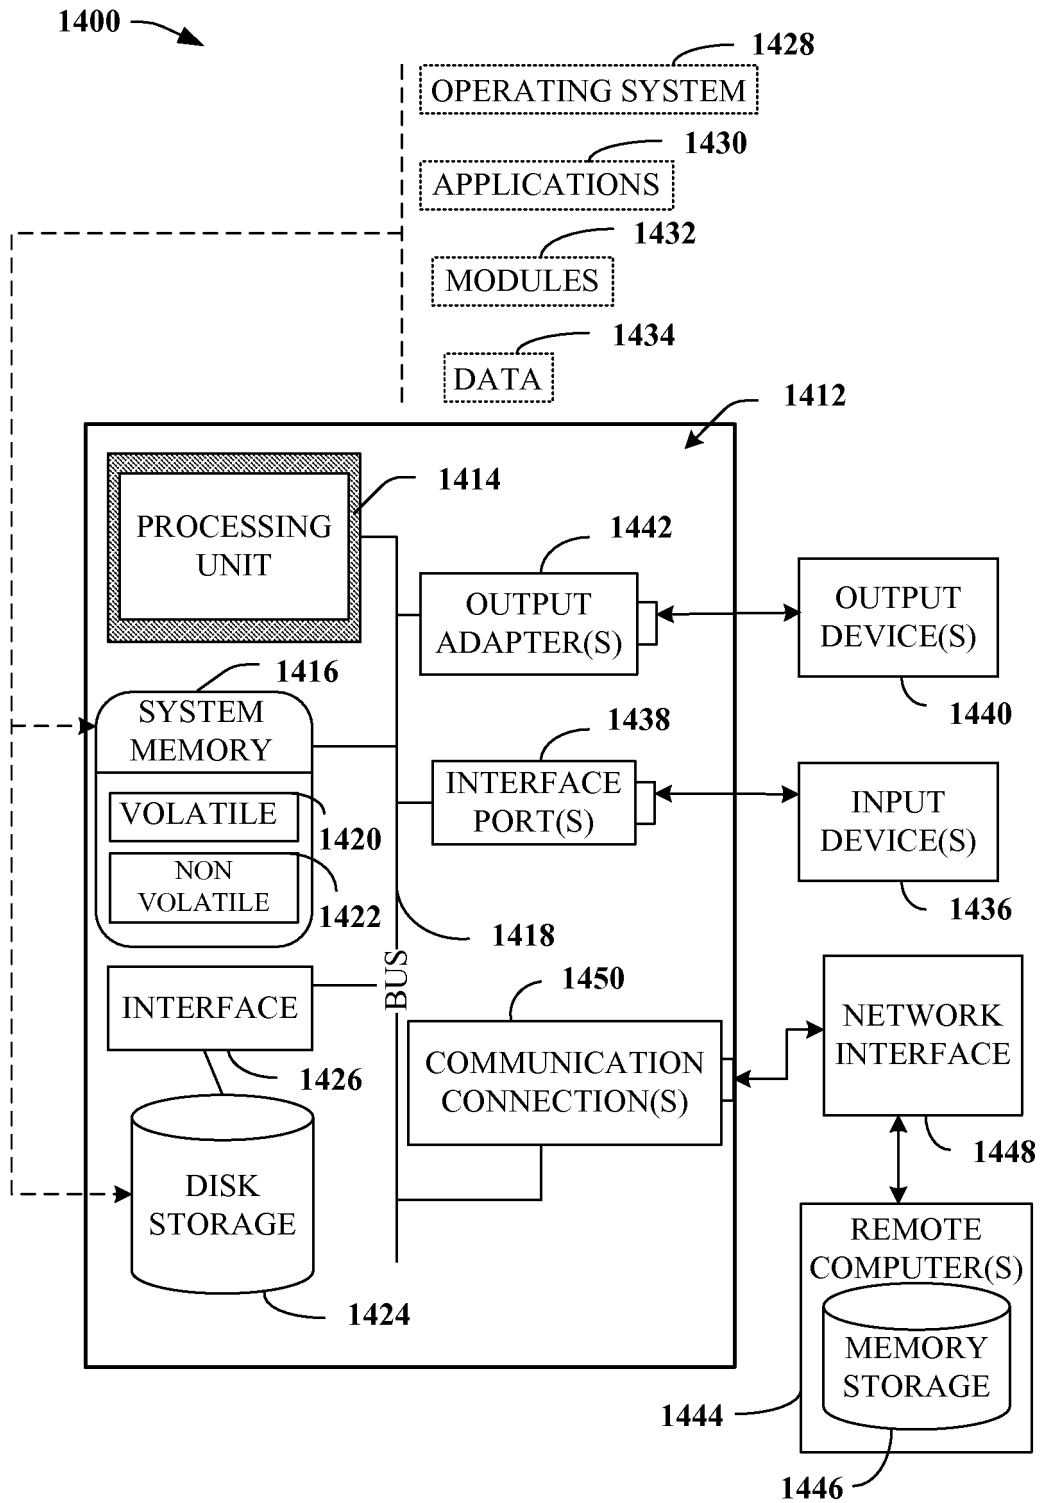 1400
1428
OPERATING SYSTEM
1430
APPLICATIONS
1432
MODULES
1434
DATA
1412
1414
PROCESSING
UNIT
1442
OUTPUT
ADAPTER(S)
OUTPUT
DEVICE(S)
1440
1416
SYSTEM
MEMORY
VOLATILE
1420
NON
VOLATILE
1422
1438
INTERFACE
PORT(S)
INPUT
DEVICE(S)
1436
1418
BUS
INTERFACE
1426
1450
COMMUNICATION
CONNECTION(S)
NETWORK
INTERFACE
1448
DISK
STORAGE
1424
REMOTE
COMPUTER(S)
MEMORY
STORAGE
1444
1446